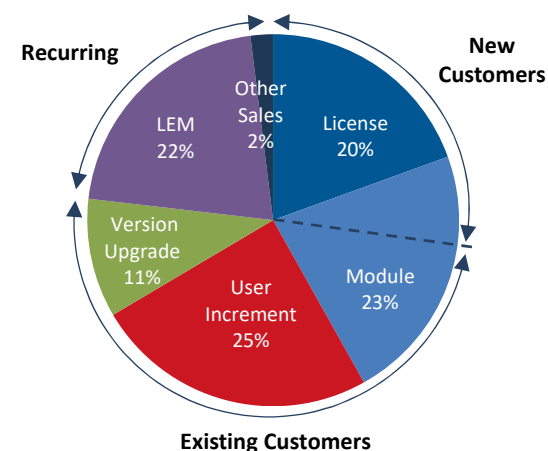 Recurring
New
Customers
Other
Sales
2%
License
20%
LEM
22%
Version
Upgrade
11%
Module
23%
User
Increment
25%
Existing Customers